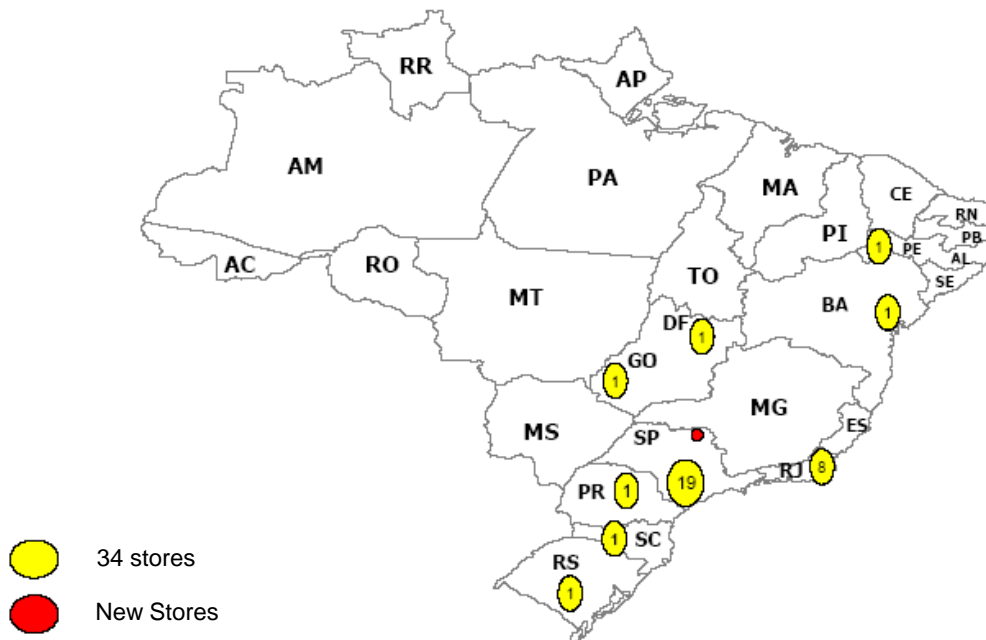 RR
AP
AM
PA
MA
CE
RN
PI
1
PE
PB
AL
AC
RO
TO
SE
MT
BA
1
DF
1
GO
1
MG
MS
SP
ES
RJ
8
PR
1
19
1
SC
RS
1
34 stores
New Stores